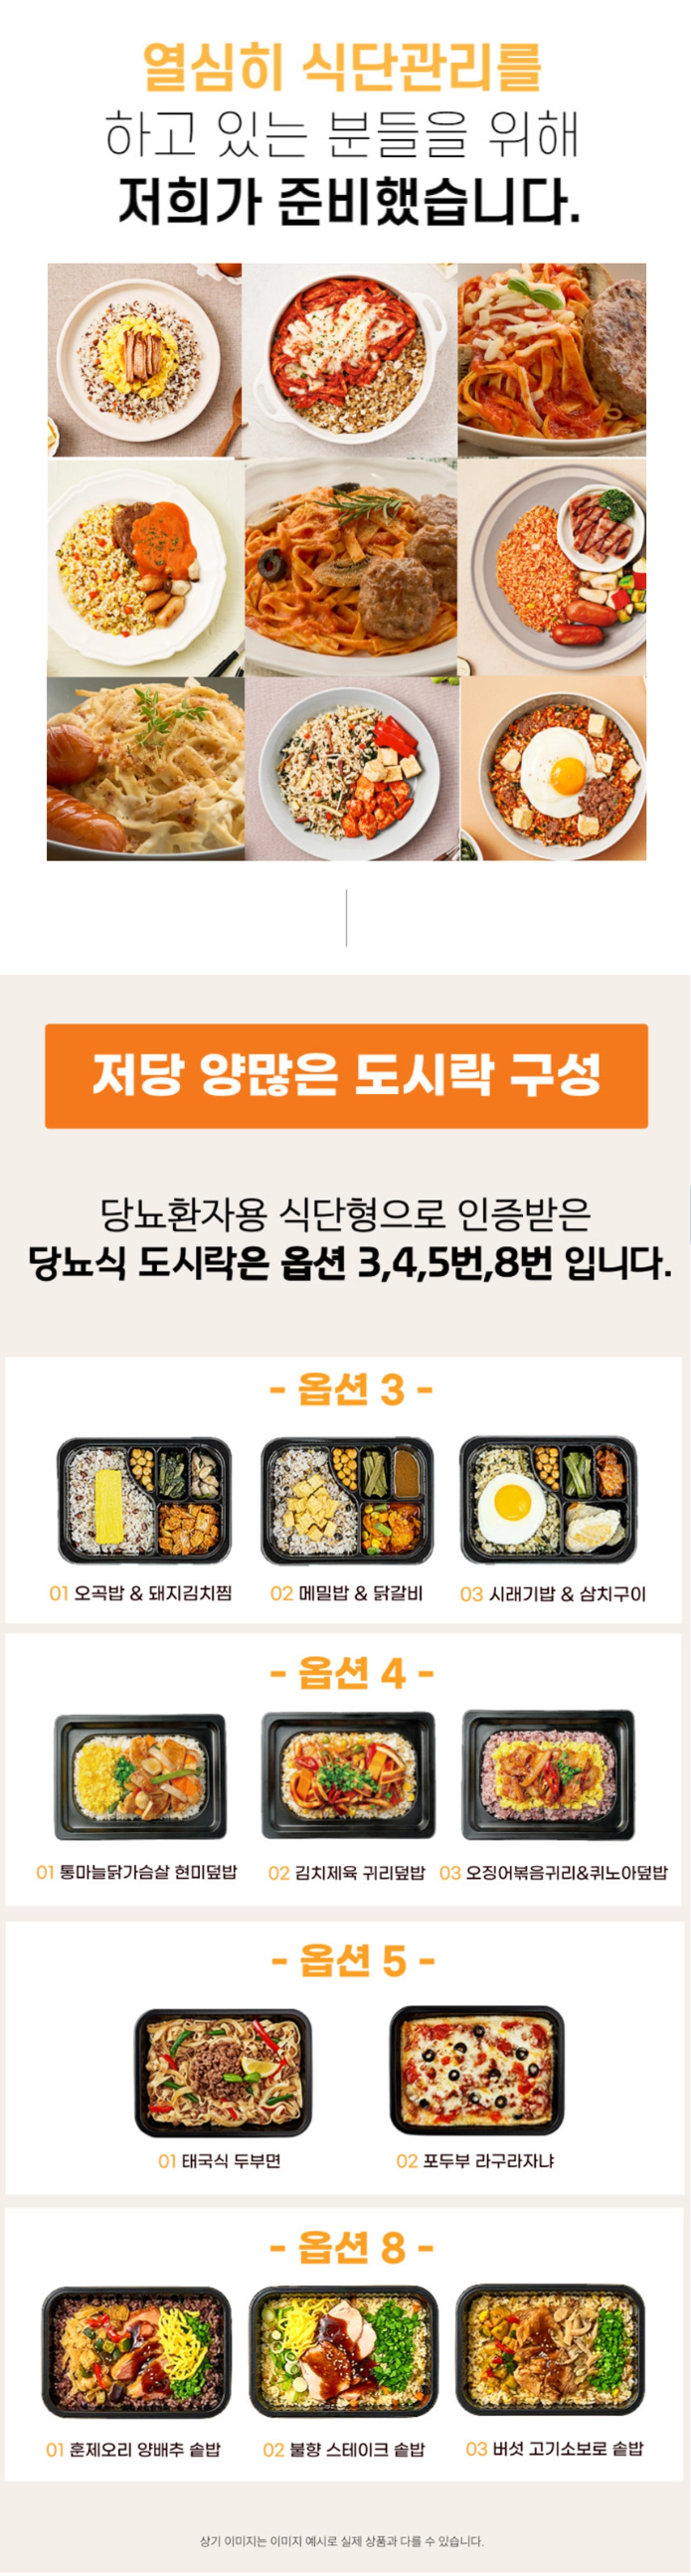 열심히 식단관리를
하고 있는 분들을 위해
저희가 준비했습니다.
저당 양많은 도시락 구성
당뇨환자용 식단형으로 인증받은
당뇨식 도시락은 옵션 3,4,5번,8번 입니다.
- 옵션 3 -
01 오곡밥 & 돼지김치찜
02 메밀밥 & 닭갈비
03 시래기밥 & 삼치구이
- 옵션 4 -
01 통마늘닭가슴살 현미덮밥
02 김치제육 귀리덮밥
03 오징어볶음귀리&퀴노아덮밥
- 옵션 5 -
01 태국식 두부면
02 포두부 라구라자냐
- 옵션 8 -
01 훈제오리 양배추 솥밥
02 불향 스테이크 솥밥
03 버섯 고기소보로 솥밥
상기 이미지는 이미지 예시로 실제 상품과 다를 수 있습니다.